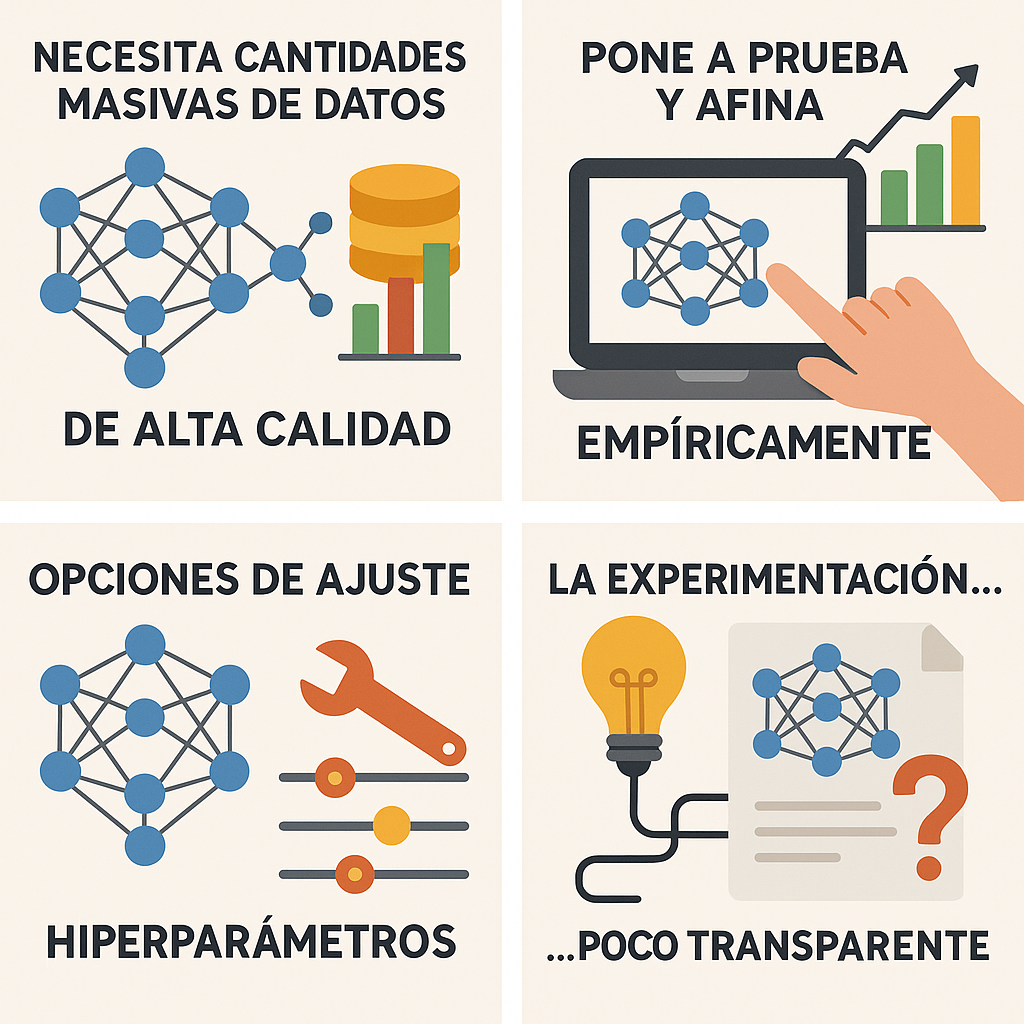 NECESITA CANTIDADES
MASIVAS DE DATOS
DE ALTA CALIDAD
PONE A PRUEBA
Y AFINA
EMPÍRICAMENTE
OPCIONES DE AJUSTE
HIPERPARÁMETROS
LA EXPERIMENTACIÓN...
...POCO TRANSPARENTE
?